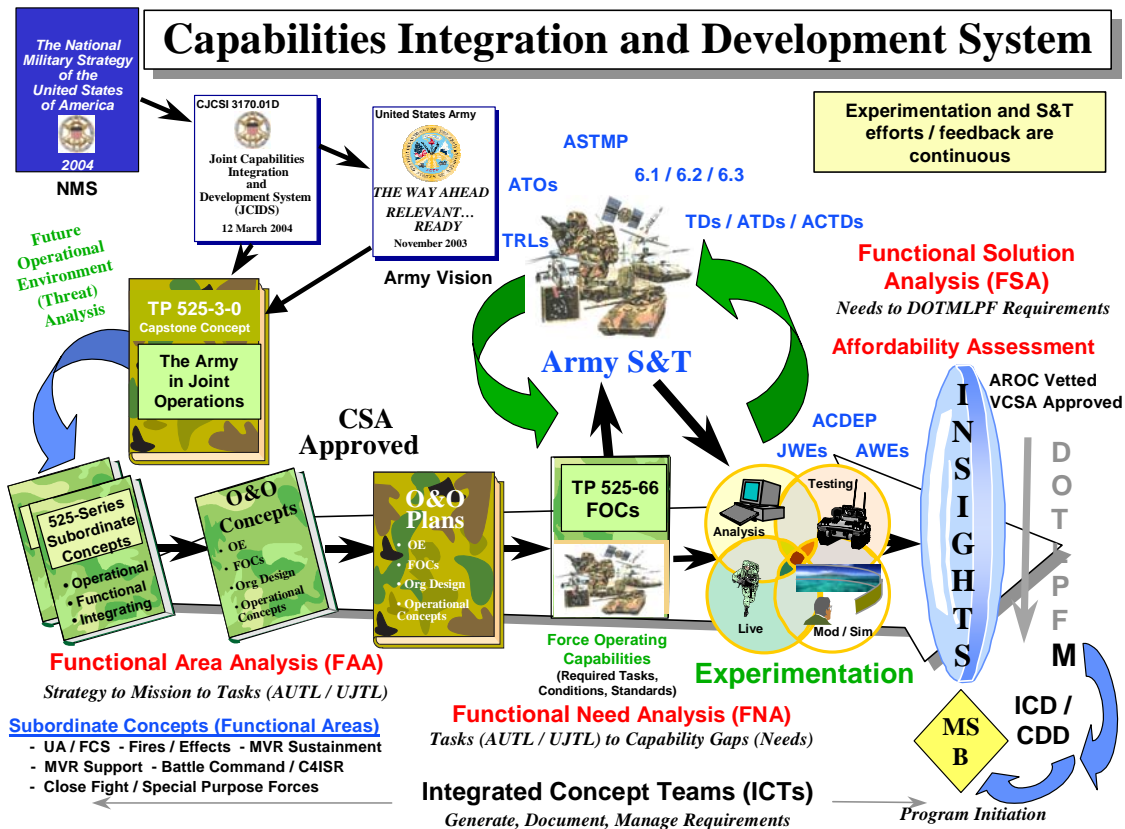 Capabilities Integration and Development System
The National
Military Strategy
of the
United States
of America
2004
NMS
CJCSI 3170.01D
Joint Capabilities
Integration
and
Development System
(JCIDS)
12 March 2004
United States Army
THE WAY AHEAD
RELEVANT…
READY
November 2003
Army Vision
Experimentation and S&T
efforts / feedback are
continuous
ASTMP
ATOs
6.1 / 6.2 / 6.3
TDs / ATDs / ACTDs
TRLs
Army S&T
Future
Operational
Environment
(Threat)
Analysis
TP 525-3-0
Capstone Concept
The Army
in Joint
Operations
CSA
Approved
Functional Solution
Analysis (FSA)
Needs to DOTMLPF Requirements
Affordability Assessment
AROC Vetted
VCSA Approved
ACDEP
JWEs
AWEs
525-Series
Subordinate
Concepts
• Operational
• Functional
• Integrating
O&O
Concepts
• OE
• FOCs
• Org Design
• Operational
Concepts
O&O
Plans
• OE
• FOCs
• Org Design
• Operational
Concepts
TP 525-66
FOCs
Analysis
Testing
Live
Mod / Sim
I
N
S
I
G
H
T
S
D
O
T
L
P
F
M
Functional Area Analysis (FAA)
Strategy to Mission to Tasks (AUTL / UJTL)
Force Operating
Capabilities
(Required Tasks,
Conditions, Standards)
Experimentation
Functional Need Analysis (FNA)
Tasks (AUTL / UJTL) to Capability Gaps (Needs)
Subordinate Concepts (Functional Areas)
- UA / FCS - Fires / Effects - MVR Sustainment
- MVR Support - Battle Command / C4ISR
- Close Fight / Special Purpose Forces
MS
B
ICD /
CDD
Integrated Concept Teams (ICTs)
Generate, Document, Manage Requirements
Program Initiation